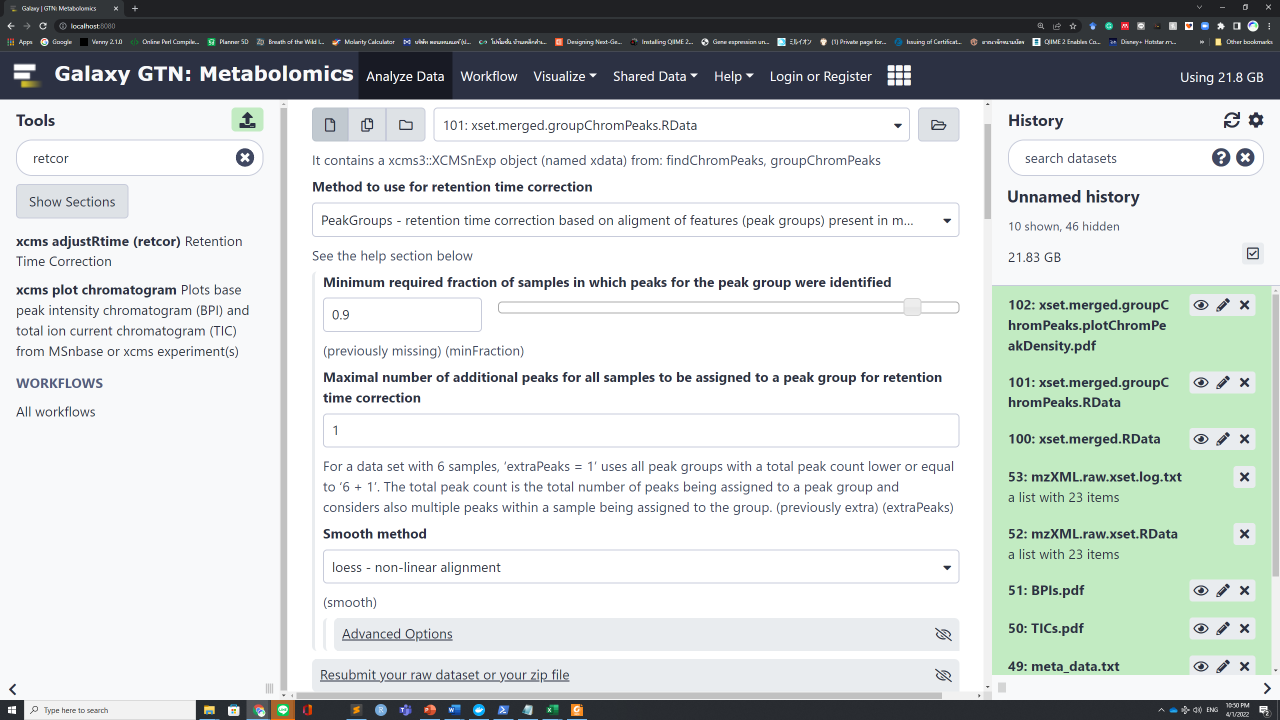 Galaxy | GTN: Metabolomics
localhost:8080
Apps
Google
Venny 2.1.0
Online Perl Compile...
Planner 5D
Breath of the Wild I...
Molarity Calculator
Designing Next-Ge...
Installing QIIME 2...
Gene expression un...
(1) Private page for...
Issuing of Certificat...
QIIME 2 Enables Co...
Disney+ Hotstar ก...
Other bookmarks
Galaxy GTN: Metabolomics
Analyze Data
Workflow
Visualize
Shared Data
Help
Login or Register
Using 21.8 GB
Tools
retcor
Show Sections
xcms adjustRtime (retcor) Retention
Time Correction
xcms plot chromatogram Plots base
peak intensity chromatogram (BPI) and
total ion current chromatogram (TIC)
from MSnbase or xcms experiment(s)
WORKFLOWS
All workflows
101: xset.merged.groupChromPeaks.RData
It contains a xcms3::XCMSnExp object (named xdata) from: findChromPeaks, groupChromPeaks
Method to use for retention time correction
PeakGroups - retention time correction based on aligment of features (peak groups) present in m...
See the help section below
Minimum required fraction of samples in which peaks for the peak group were identified
0.9
(previously missing) (minFraction)
Maximal number of additional peaks for all samples to be assigned to a peak group for retention
time correction
1
For a data set with 6 samples, ‘extraPeaks = 1’ uses all peak groups with a total peak count lower or equal
to ‘6 + 1’. The total peak count is the total number of peaks being assigned to a peak group and
considers also multiple peaks within a sample being assigned to the group. (previously extra) (extraPeaks)
Smooth method
loess - non-linear alignment
(smooth)
Advanced Options
Resubmit your raw dataset or your zip file
History
search datasets
Unnamed history
10 shown, 46 hidden
21.83 GB
102: xset.merged.groupC
hromPeaks.plotChromPe
akDensity.pdf
101: xset.merged.groupC
hromPeaks.RData
100: xset.merged.RData
53: mzXML.raw.xset.log.txt
a list with 23 items
52: mzXML.raw.xset.RData
a list with 23 items
51: BPIs.pdf
50: TICs.pdf
49: meta_data.txt
Type here to search
ENG
10:50 PM
4/1/2022